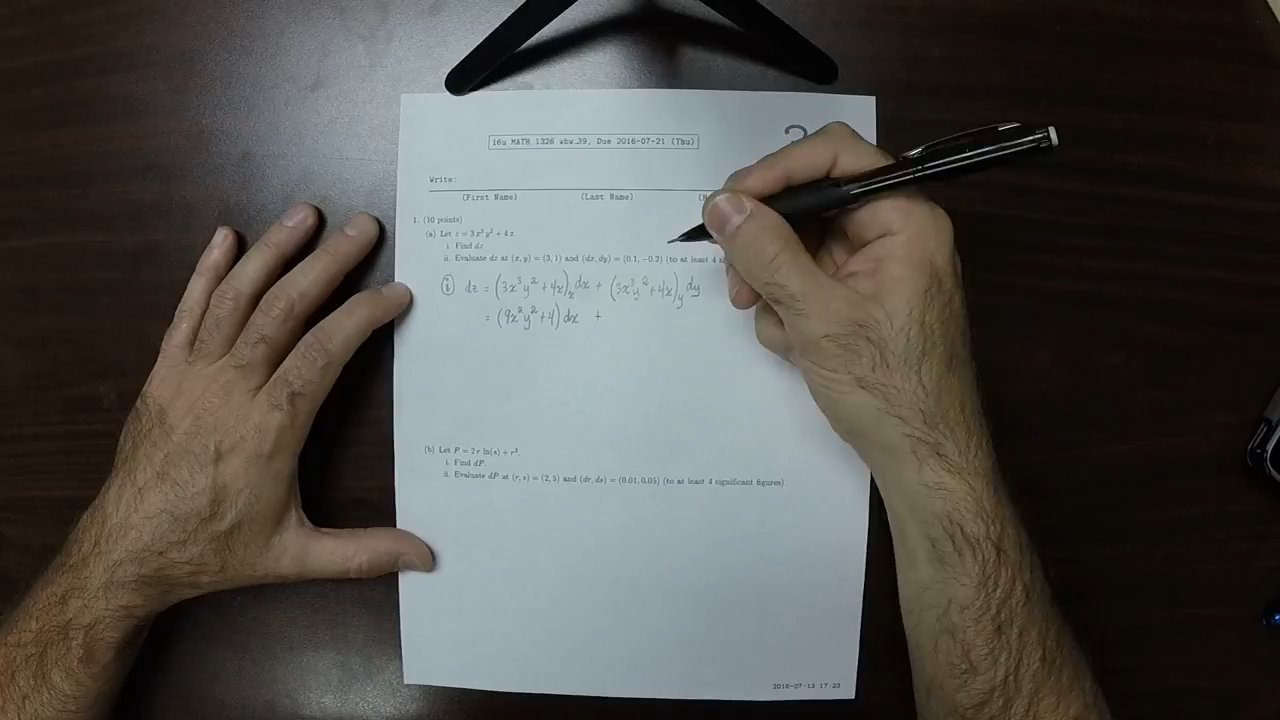 i6u MATH 1326 whw_39, Due 2016-07-21 (Thu)
Write:
(First Name) (Last Name)
1. (10 points)
(a) Let z = 3x³y² + 4x.
i. Find dz.
ii. Evaluate dz at (x, y) = (3, 1) and (dx, dy) = (0.1, −0.2) (to at least 4
ⓘ dz = (3x³y² + 4x)ₓ dx + (3x³y² + 4x)_y dy
= (9x²y² + 4) dx +
(b) Let P = 2r ln(s) + r³.
i. Find dP.
ii. Evaluate dP at (r, s) = (2, 5) and (dr, ds) = (0.01, 0.05) (to at least 4 significant figures).
2016-07-13 17:23